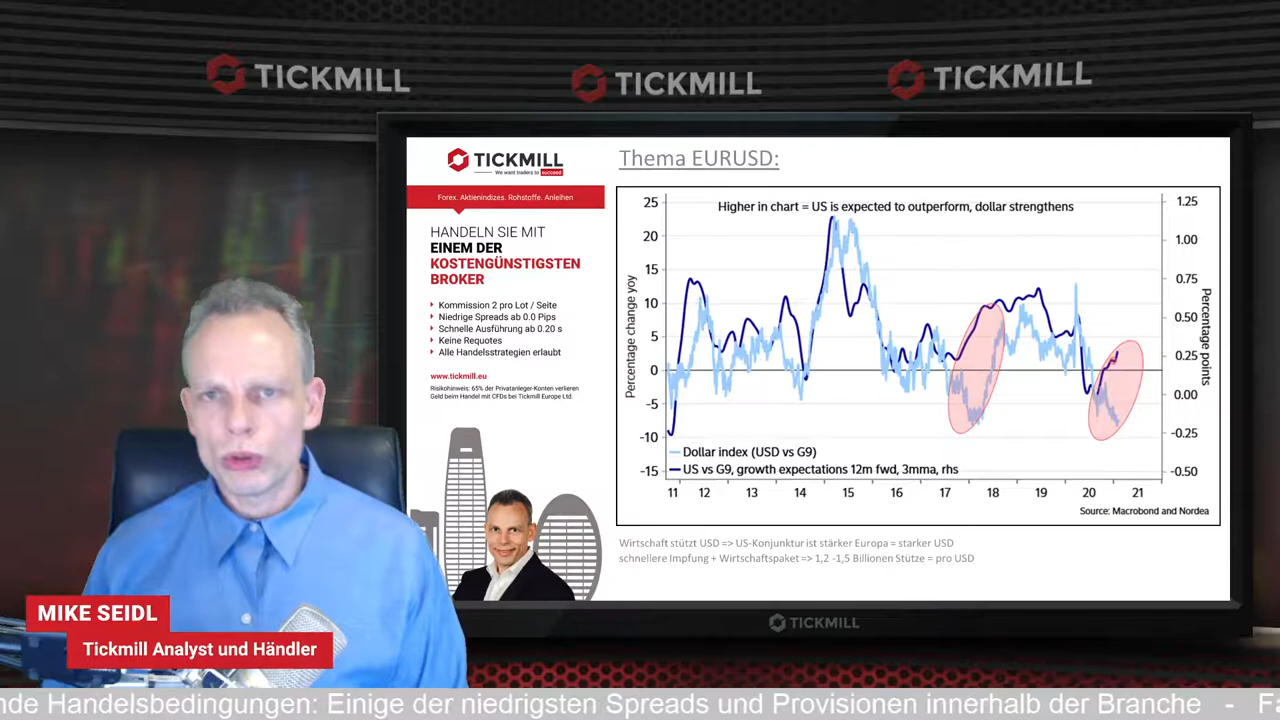 TICKMILL
TICKMILL
TICKMILL
TICKMILL
We want traders to succeed
Forex. Aktienindizes. Rohstoffe. Anleihen
HANDELN SIE MIT
EINEM DER
KOSTENGÜNSTIGSTEN
BROKER
Kommission 2 pro Lot / Seite
Niedrige Spreads ab 0.0 Pips
Schnelle Ausführung ab 0.20 s
Keine Requotes
Alle Handelsstrategien erlaubt
www.tickmill.eu
Risikohinweis: 65% der Privatanleger-Konten verlieren
Geld beim Handel mit CFDs bei Tickmill Europe Ltd.
Thema EURUSD:
Higher in chart = US is expected to outperform, dollar strengthens
Percentage change yoy
25
20
15
10
5
0
-5
-10
-15
1.25
1.00
0.75
0.50
0.25
0.00
-0.25
-0.50
Percentage points
Dollar index (USD vs G9)
US vs G9, growth expectations 12m fwd, 3mma, rhs
11 12 13 14 15 16 17 18 19 20 21
Source: Macrobond and Nordea
Wirtschaft stützt USD => US-Konjunktur ist stärker Europa = starker USD
schnellere Impfung + Wirtschaftspaket => 1,2 -1,5 Billionen Stütze = pro USD
TICKMILL
MIKE SEIDL
Tickmill Analyst und Händler
nde Handelsbedingungen: Einige der niedrigsten Spreads und Provisionen innerhalb der Branche - Fa